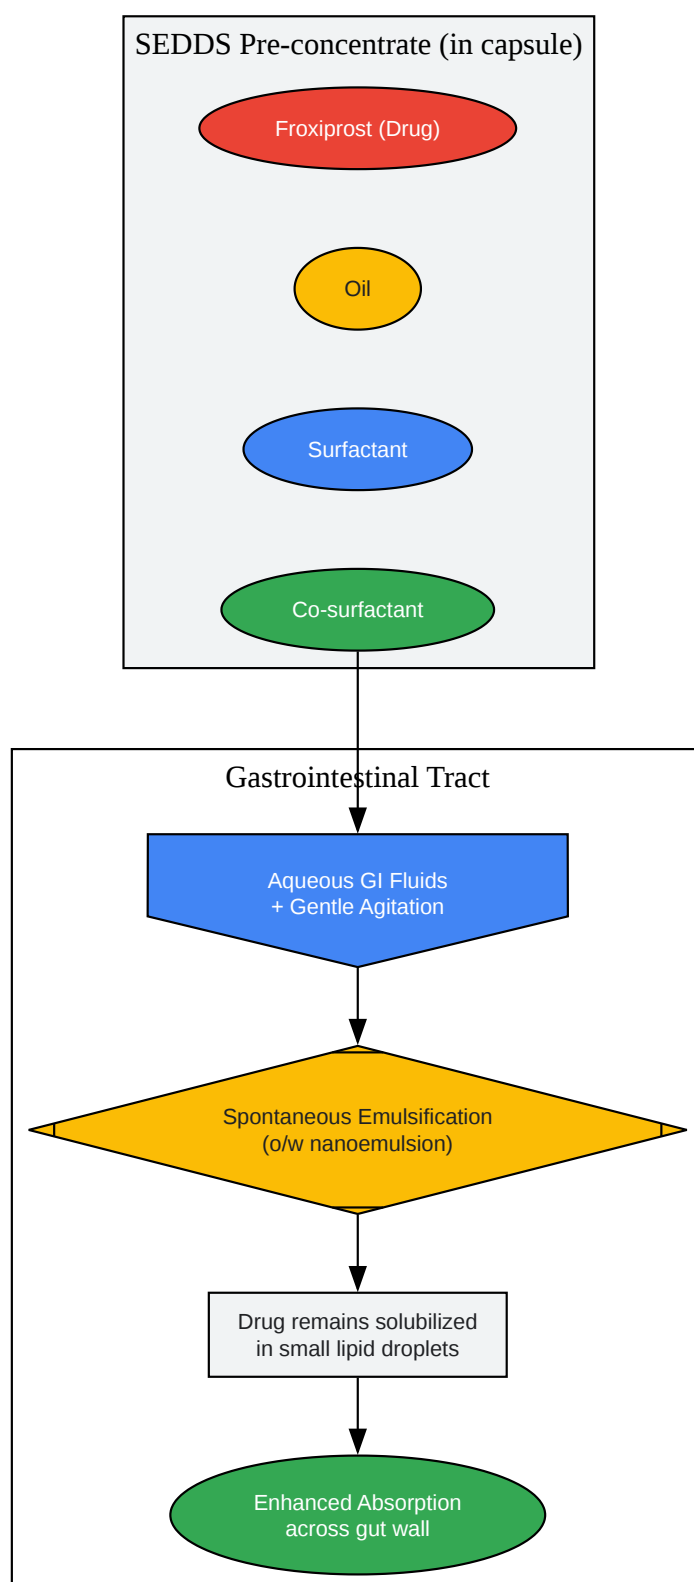 SEDDS Pre-concentrate (in capsule)
Froxiprost (Drug)
Oil
Surfactant
Co-surfactant
Gastrointestinal Tract
Aqueous GI Fluids
+ Gentle Agitation
Spontaneous Emulsification
(o/w nanoemulsion)
Drug remains solubilized
in small lipid droplets
Enhanced Absorption
across gut wall